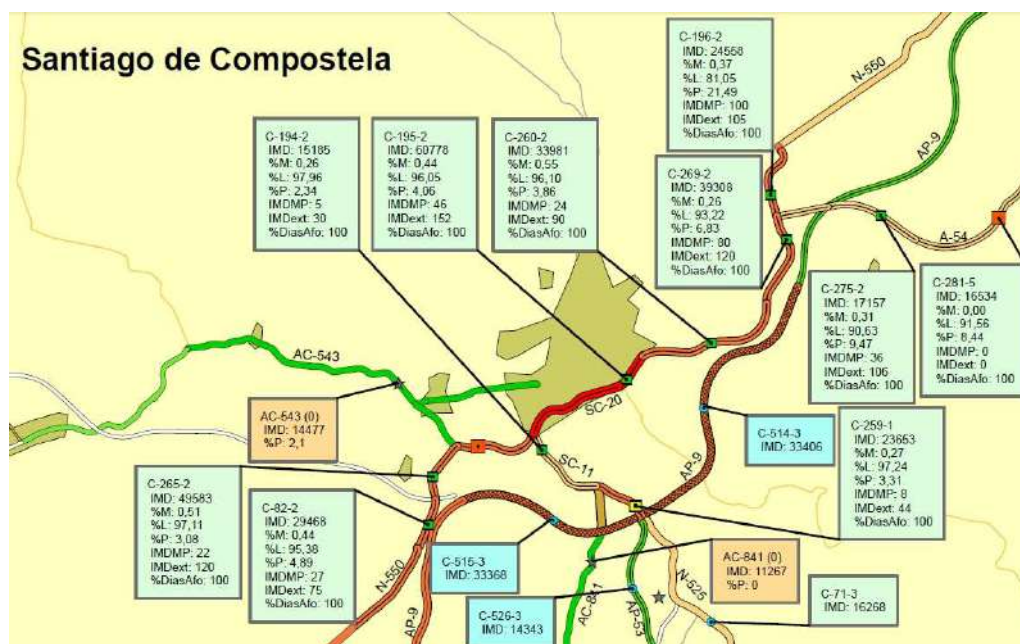 Santiago de Compostela
C-196-2
IMD: 24558
%M: 0,37
%L: 81,05
%P: 21,49
IMDMP: 100
IMDext: 105
%DiasAfo: 100
N-550
AP-9
C-194-2
IMD: 15185
%M: 0,26
%L: 97,96
%P: 2,34
IMDMP: 5
IMDext: 30
%DiasAfo: 100
C-195-2
IMD: 60778
%M: 0,44
%L: 96,05
%P: 4,06
IMDMP: 46
IMDext: 152
%DiasAfo: 100
C-260-2
IMD: 33981
%M: 0,55
%L: 96,10
%P: 3,86
IMDMP: 24
IMDext: 90
%DiasAfo: 100
C-269-2
IMD: 39308
%M: 0,26
%L: 93,22
%P: 6,83
IMDMP: 80
IMDext: 120
%DiasAfo: 100
A-54
C-275-2
IMD: 17157
%M: 0,31
%L: 90,63
%P: 9,47
IMDMP: 36
IMDext: 106
%DiasAfo: 100
C-281-5
IMD: 16534
%M: 0,00
%L: 91,56
%P: 8,44
IMDMP: 0
IMDext: 0
%DiasAfo: 100
AC-543
AC-543 (0)
IMD: 14477
%P: 2,1
SC-20
SC-11
AP-9
C-514-3
IMD: 33406
C-259-1
IMD: 23653
%M: 0,27
%L: 97,24
%P: 3,31
IMDMP: 8
IMDext: 44
%DiasAfo: 100
C-265-2
IMD: 49583
%M: 0,51
%L: 97,11
%P: 3,08
IMDMP: 22
IMDext: 120
%DiasAfo: 100
C-82-2
IMD: 29468
%M: 0,44
%L: 95,38
%P: 4,89
IMDMP: 27
IMDext: 75
%DiasAfo: 100
N-550
AP-9
C-515-3
IMD: 33368
C-526-3
IMD: 14343
AC-841
AP-53
N-525
AC-841 (0)
IMD: 11267
%P: 0
C-71-3
IMD: 16268